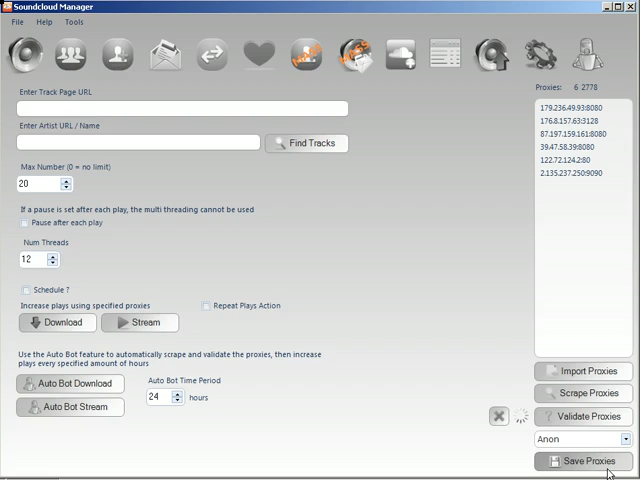 Soundcloud Manager
File Help Tools
Enter Track Page URL
Proxies: 6 2778
179.236.49.93:8080
176.8.157.63:3128
87.197.159.161:8080
39.47.58.39:8080
122.72.124.2:80
2.135.237.250:9090
Enter Artist URL / Name
Find Tracks
Max Number (0 = no limit)
20
If a pause is set after each play, the multi threading cannot be used
Pause after each play
Num Threads
12
Schedule ?
Increase plays using specified proxies
Repeat Plays Action
Download
Stream
Use the Auto Bot feature to automatically scrape and validate the proxies, then increase
plays every specified amount of hours
Auto Bot Download
Auto Bot Time Period
24 hours
Auto Bot Stream
Import Proxies
Scrape Proxies
Validate Proxies
Anon
Save Proxies